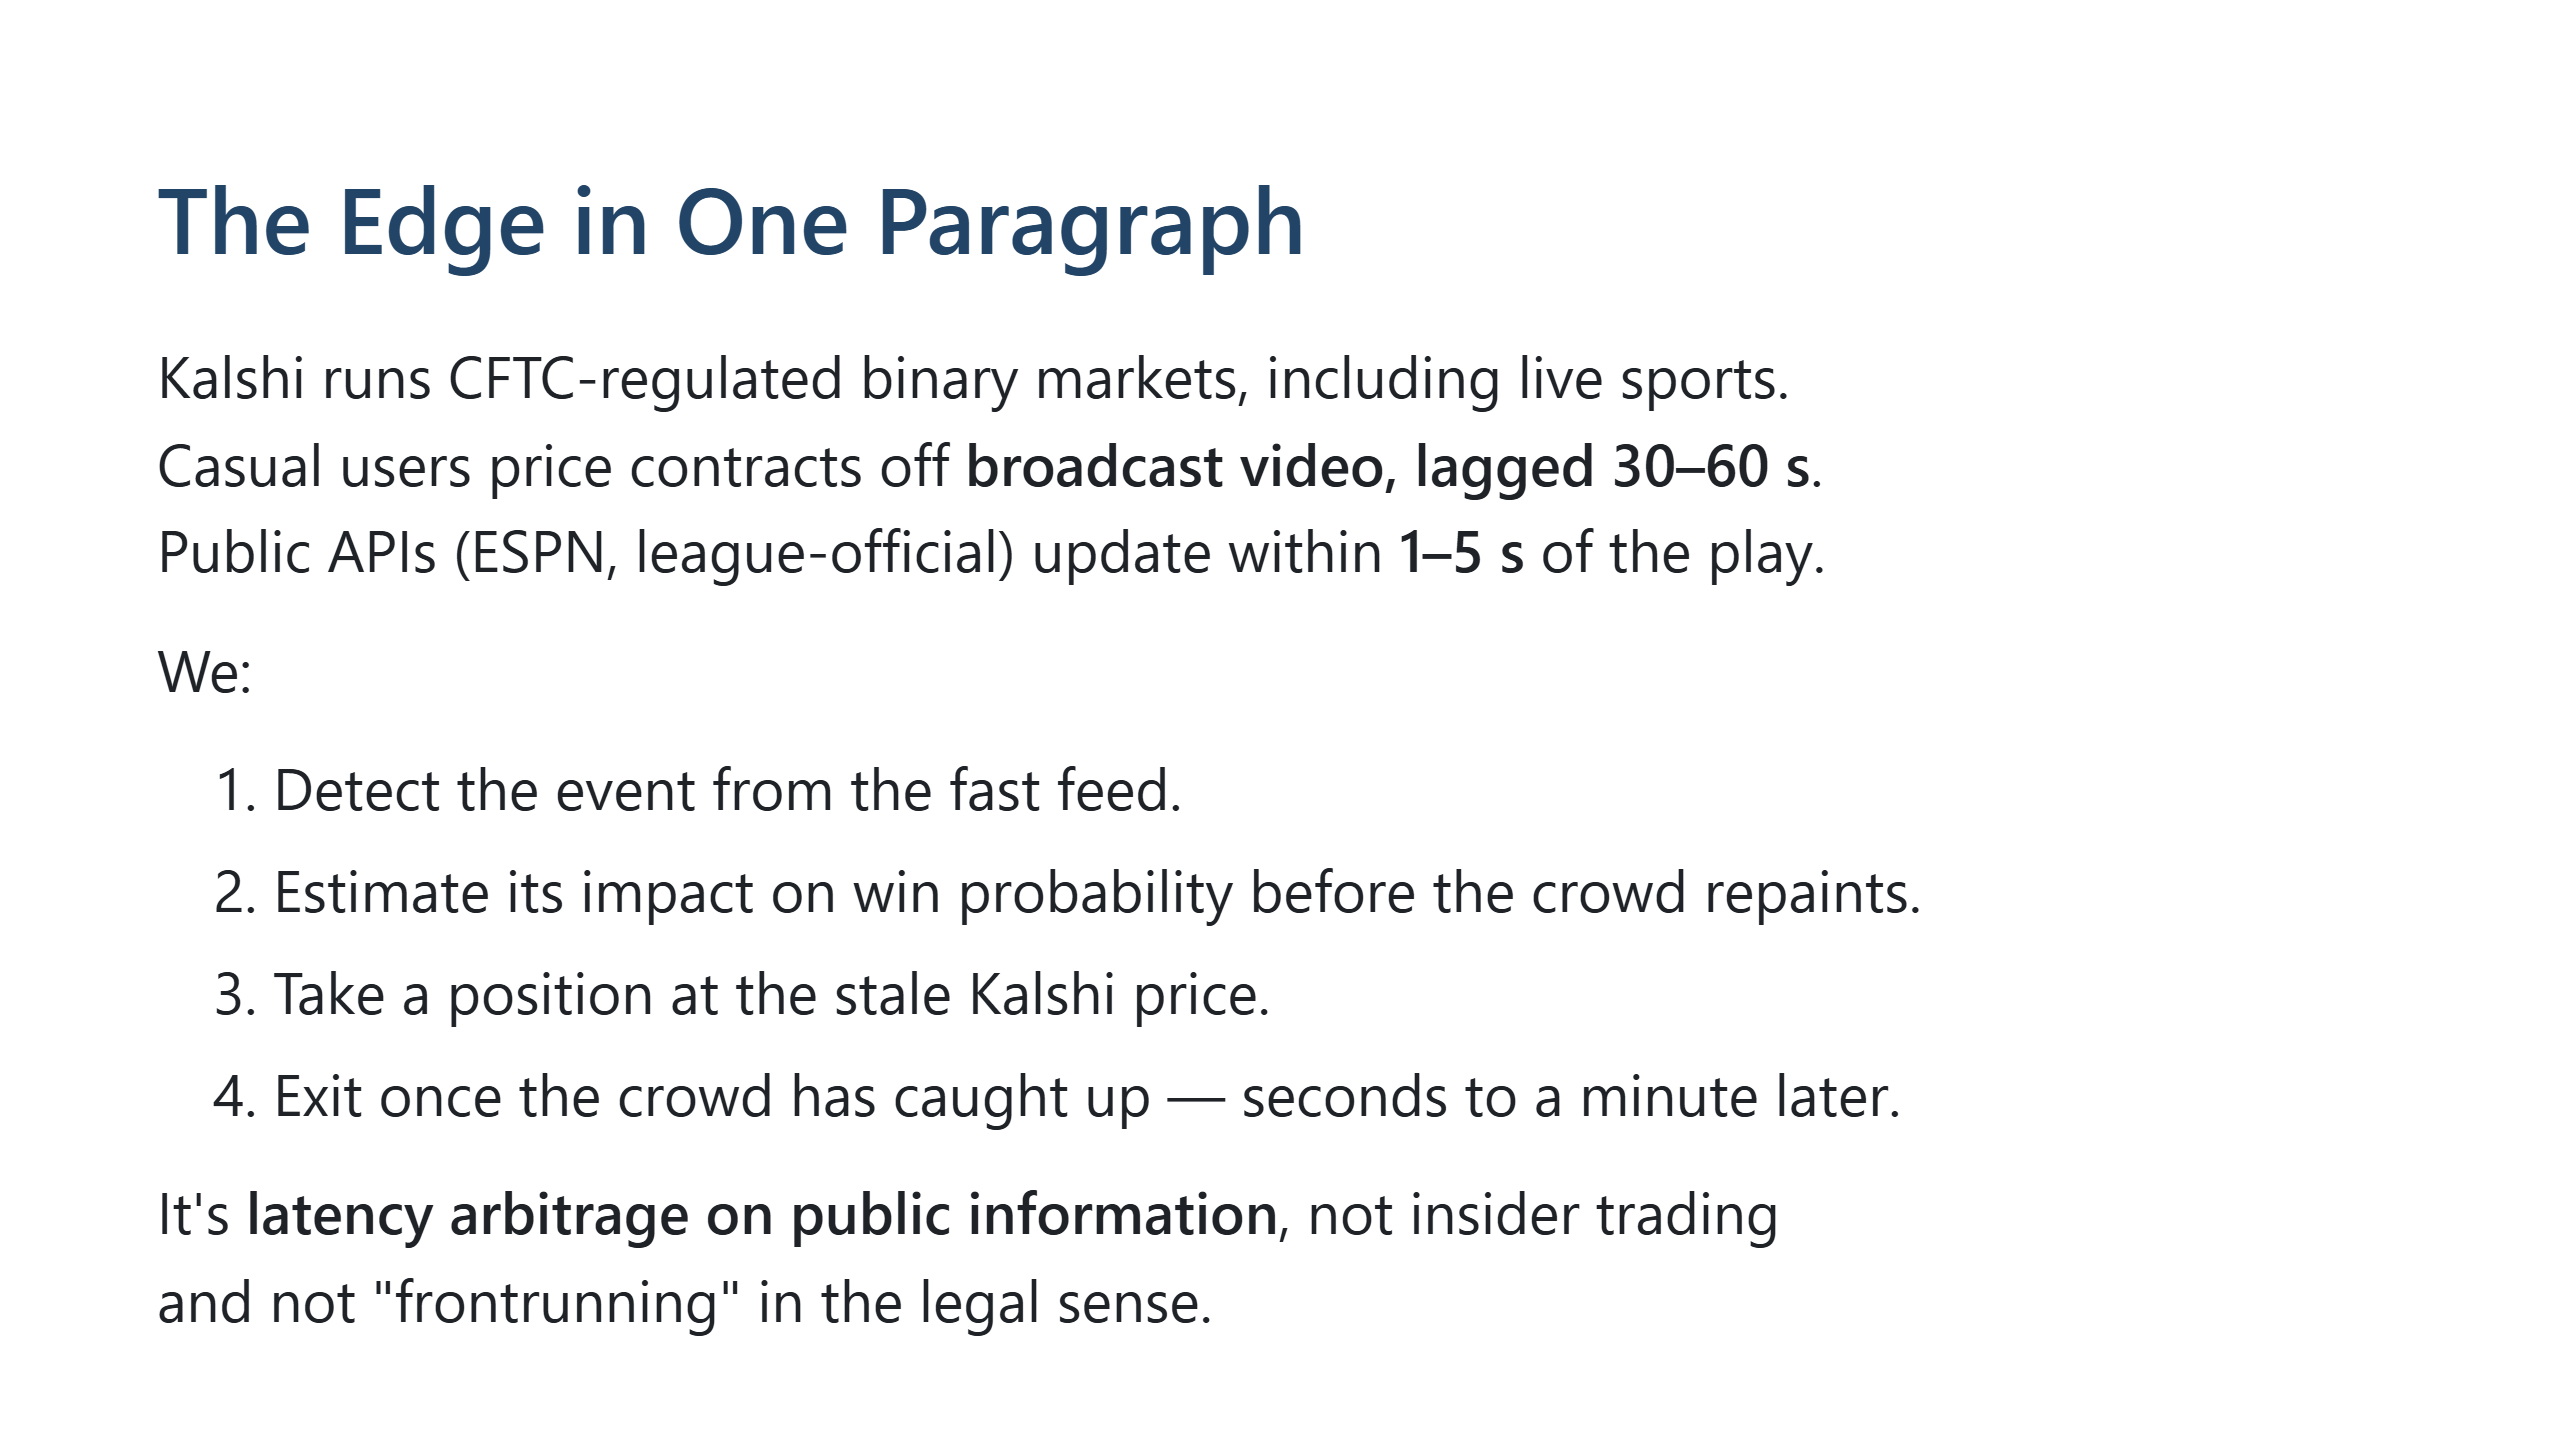 The Edge in One Paragraph
Kalshi runs CFTC-regulated binary markets, including live sports.
Casual users price contracts off broadcast video, lagged 30–60 s.
Public APIs (ESPN, league-official) update within 1–5 s of the play.
We:
1. Detect the event from the fast feed.
2. Estimate its impact on win probability before the crowd repaints.
3. Take a position at the stale Kalshi price.
4. Exit once the crowd has caught up — seconds to a minute later.
It's latency arbitrage on public information, not insider trading
and not "frontrunning" in the legal sense.